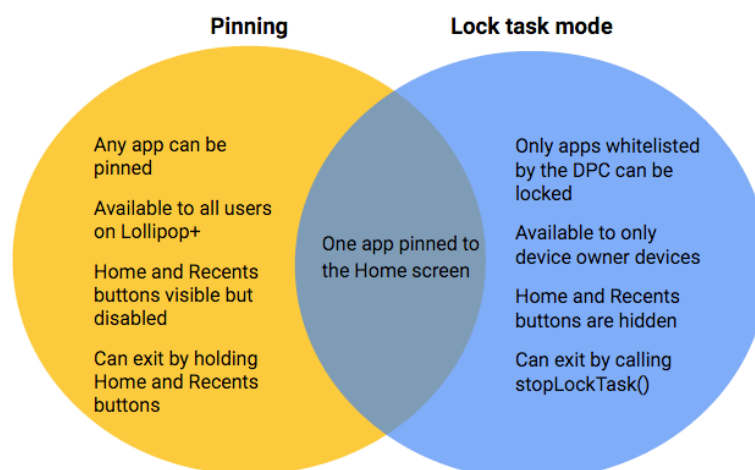 Pinning
Lock task mode
Any app can be
pinned
Available to all users
on Lollipop+
Home and Recents
buttons visible but
disabled
Can exit by holding
Home and Recents
buttons
One app pinned to
the Home screen
Only apps whitelisted
by the DPC can be
locked
Available to only
device owner devices
Home and Recents
buttons are hidden
Can exit by calling
stopLockTask()